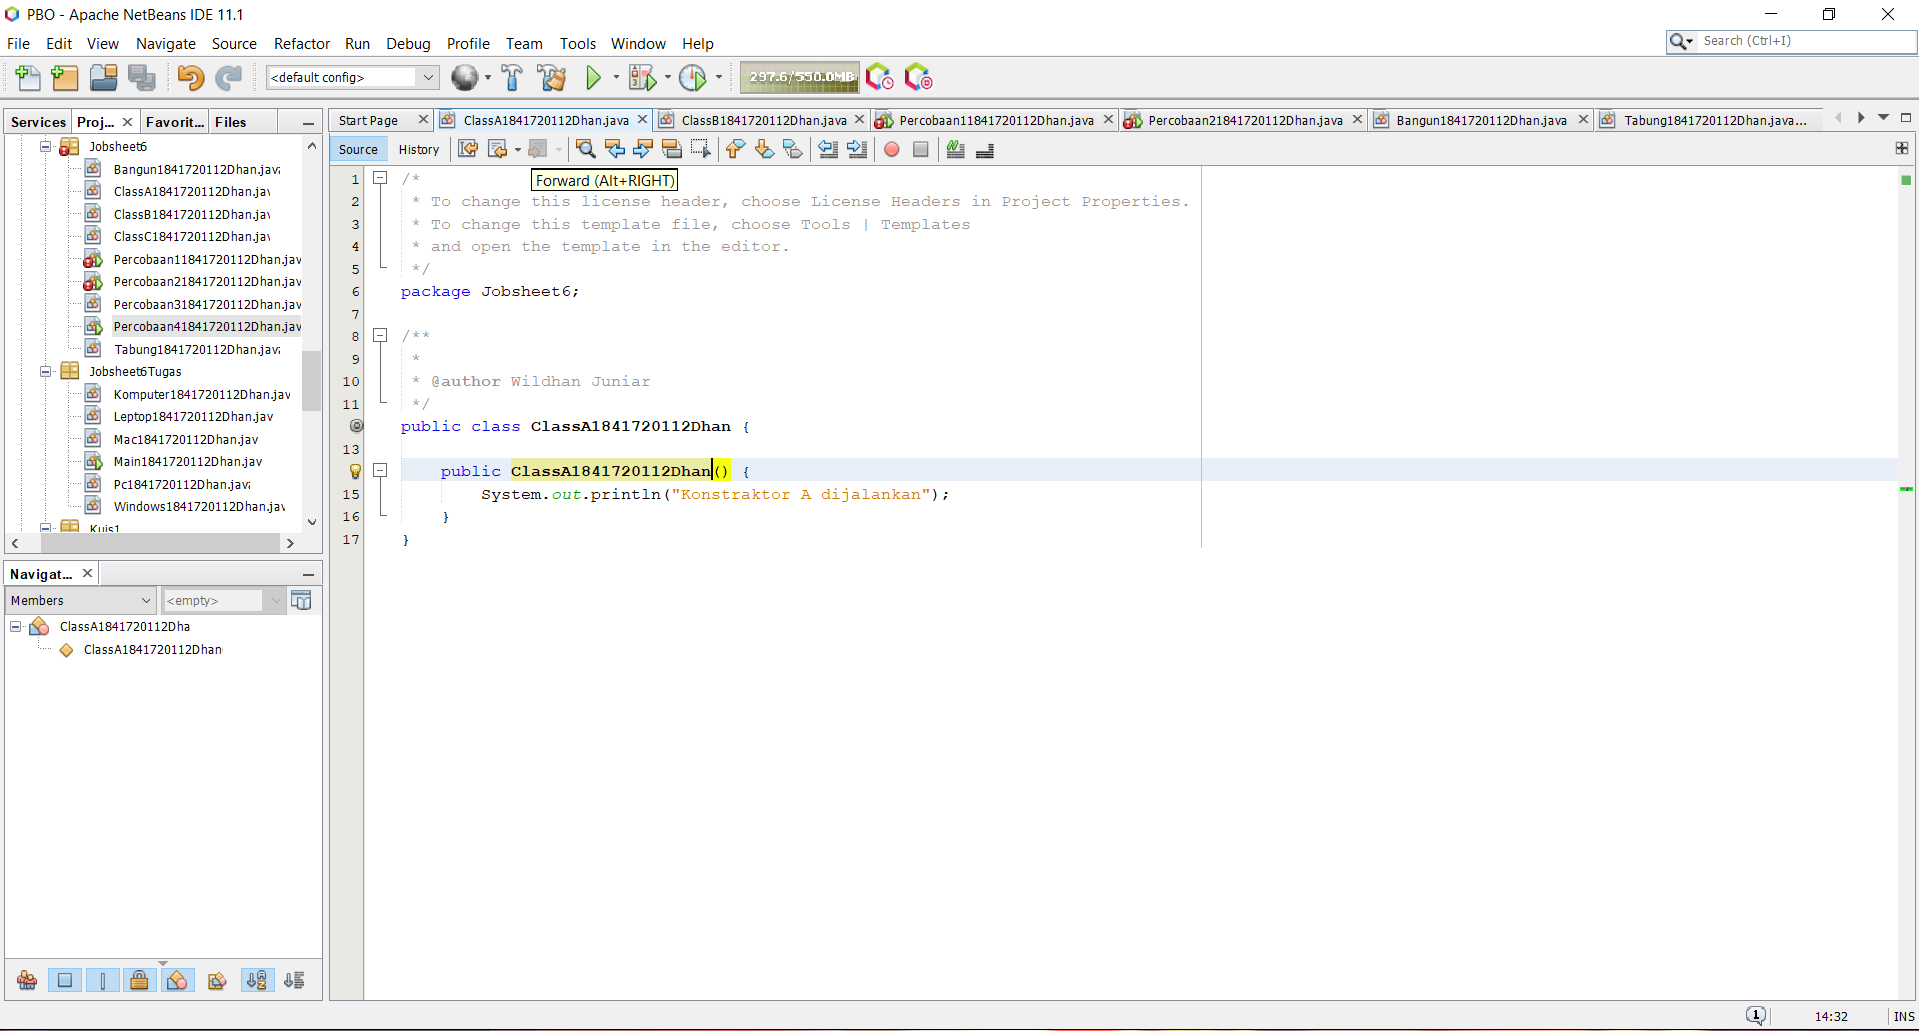 PBO - Apache NetBeans IDE 11.1
File Edit View Navigate Source Refactor Run Debug Profile Team Tools Window Help
Search (Ctrl+I)
<default config>
297.6/550.0MB
Services Proj... Favorit... Files
Start Page ClassA1841720112Dhan.java ClassB1841720112Dhan.java Percobaan11841720112Dhan.java Percobaan21841720112Dhan.java Bangun1841720112Dhan.java Tabung1841720112Dhan.java...
Source History
Forward (Alt+RIGHT)
Jobsheet6
Bangun1841720112Dhan.java
ClassA1841720112Dhan.jav
ClassB1841720112Dhan.jav
ClassC1841720112Dhan.jav
Percobaan11841720112Dhan.jav
Percobaan21841720112Dhan.jav
Percobaan31841720112Dhan.jav
Percobaan41841720112Dhan.jav
Tabung1841720112Dhan.java
Jobsheet6Tugas
Komputer1841720112Dhan.jav
Leptop1841720112Dhan.jav
Mac1841720112Dhan.jav
Main1841720112Dhan.jav
Pc1841720112Dhan.java
Windows1841720112Dhan.jav
Kuis1
Navigat...
Members <empty>
ClassA1841720112Dha
ClassA1841720112Dhan
1 /*
2 * To change this license header, choose License Headers in Project Properties.
3 * To change this template file, choose Tools | Templates
4 * and open the template in the editor.
5 */
6 package Jobsheet6;
7
8 /**
9 *
10 * @author Wildhan Juniar
11 */
public class ClassA1841720112Dhan {
13
public ClassA1841720112Dhan() {
15 System.out.println("Konstraktor A dijalankan");
16 }
17 }
1 14:32 INS